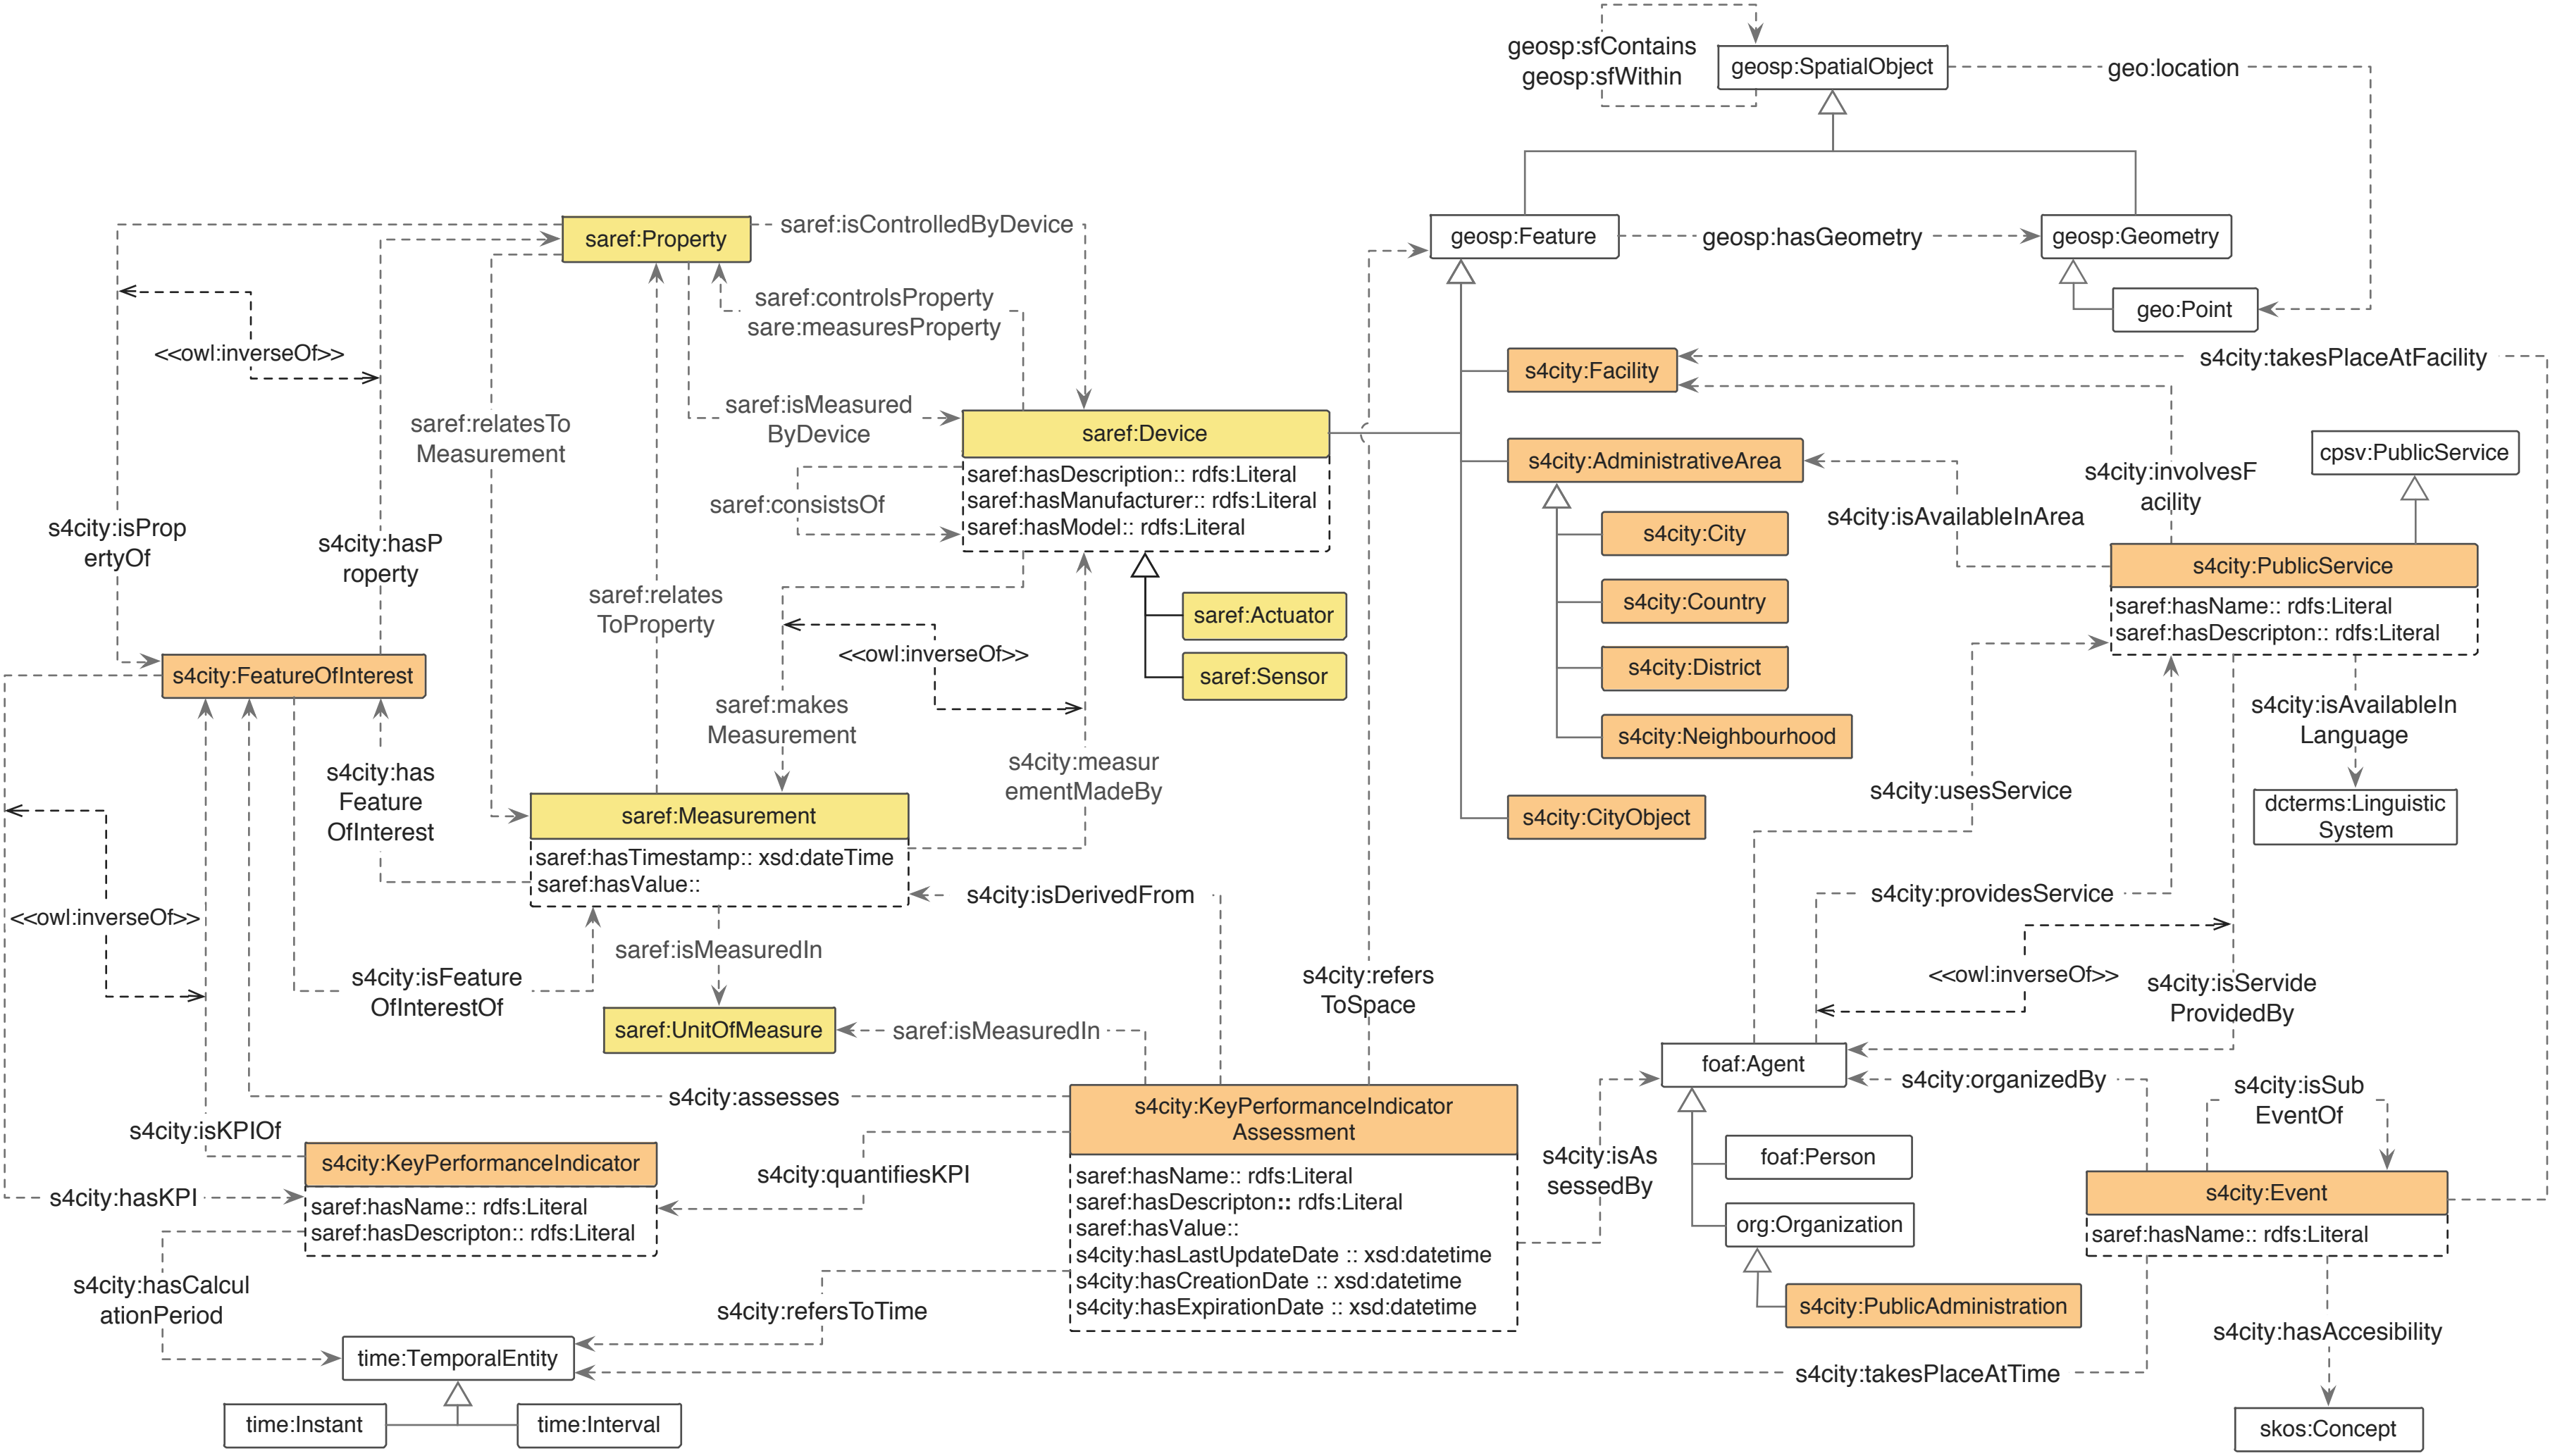 geosp:sfContains
geosp:sfWithin
geosp:SpatialObject
geo:location
saref:Property
saref:isControlledByDevice
geosp:Feature
geosp:hasGeometry
geosp:Geometry
saref:controlsProperty
sare:measuresProperty
geo:Point
<<owl:inverseOf>>
s4city:Facility
s4city:takesPlaceAtFacility
saref:relatesTo
Measurement
saref:isMeasured
ByDevice
saref:Device
saref:hasDescription:: rdfs:Literal
saref:hasManufacturer:: rdfs:Literal
saref:hasModel:: rdfs:Literal
saref:consistsOf
s4city:AdministrativeArea
s4city:City
s4city:Country
s4city:District
s4city:Neighbourhood
s4city:CityObject
s4city:involvesF
acility
cpsv:PublicService
s4city:isAvailableInArea
s4city:PublicService
saref:hasName:: rdfs:Literal
saref:hasDescripton:: rdfs:Literal
s4city:isProp
ertyOf
s4city:hasP
roperty
saref:relates
ToProperty
saref:Actuator
saref:Sensor
<<owl:inverseOf>>
s4city:FeatureOfInterest
saref:makes
Measurement
s4city:measur
ementMadeBy
s4city:isAvailableIn
Language
s4city:has
Feature
OfInterest
s4city:usesService
dcterms:Linguistic
System
saref:Measurement
saref:hasTimestamp:: xsd:dateTime
saref:hasValue::
s4city:isDerivedFrom
s4city:providesService
<<owl:inverseOf>>
saref:isMeasuredIn
s4city:isFeature
OfInterestOf
s4city:refers
ToSpace
<<owl:inverseOf>>
s4city:isServide
ProvidedBy
saref:UnitOfMeasure
saref:isMeasuredIn
foaf:Agent
s4city:organizedBy
s4city:isSub
EventOf
s4city:assesses
s4city:KeyPerformanceIndicator
Assessment
saref:hasName:: rdfs:Literal
saref:hasDescripton:: rdfs:Literal
saref:hasValue::
s4city:hasLastUpdateDate :: xsd:datetime
s4city:hasCreationDate :: xsd:datetime
s4city:hasExpirationDate :: xsd:datetime
s4city:isKPIOf
s4city:KeyPerformanceIndicator
saref:hasName:: rdfs:Literal
saref:hasDescripton:: rdfs:Literal
s4city:quantifiesKPI
s4city:hasKPI
s4city:isAs
sessedBy
foaf:Person
org:Organization
s4city:PublicAdministration
s4city:Event
saref:hasName:: rdfs:Literal
s4city:hasCalcul
ationPeriod
s4city:refersToTime
s4city:hasAccesibility
time:TemporalEntity
s4city:takesPlaceAtTime
time:Instant
time:Interval
skos:Concept